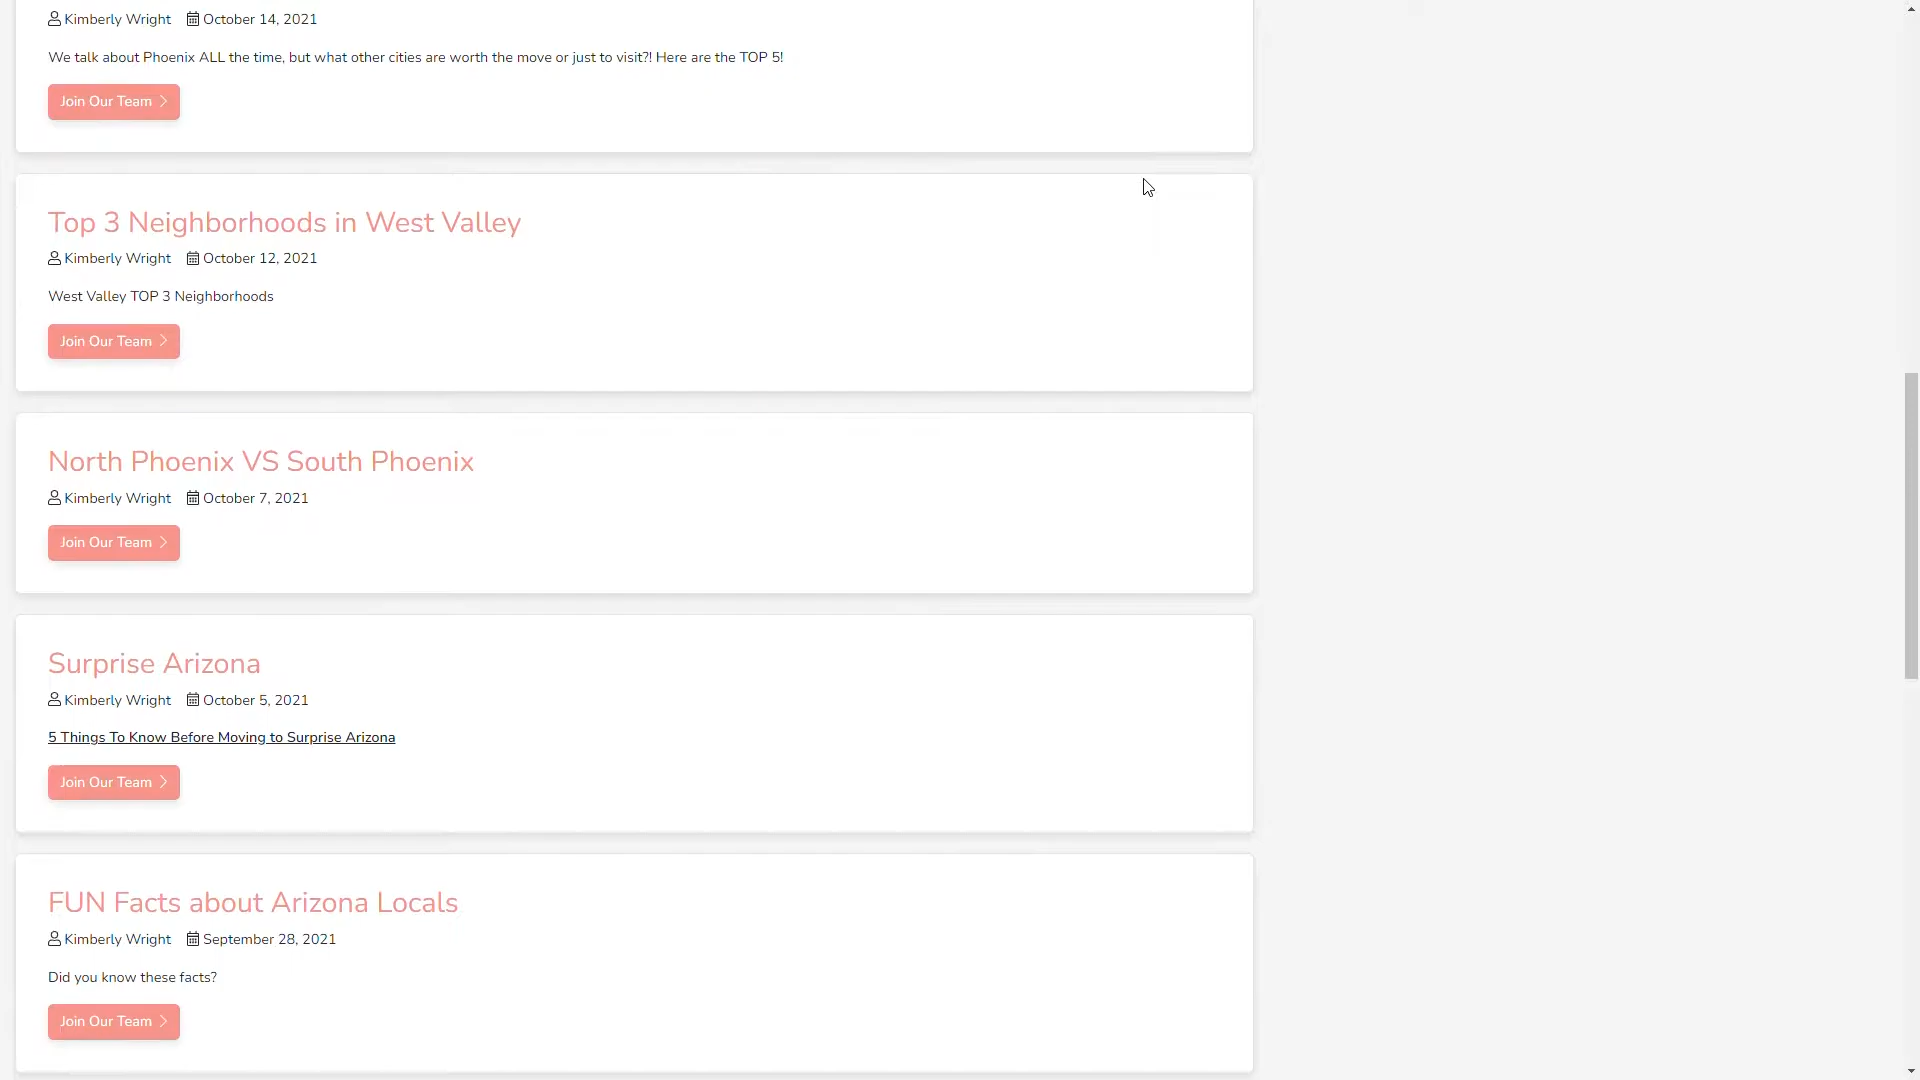 Kimberly Wright October 14, 2021
We talk about Phoenix ALL the time, but what other cities are worth the move or just to visit?! Here are the TOP 5!
Join Our Team
Top 3 Neighborhoods in West Valley
Kimberly Wright October 12, 2021
West Valley TOP 3 Neighborhoods
Join Our Team
North Phoenix VS South Phoenix
Kimberly Wright October 7, 2021
Join Our Team
Surprise Arizona
Kimberly Wright October 5, 2021
5 Things To Know Before Moving to Surprise Arizona
Join Our Team
FUN Facts about Arizona Locals
Kimberly Wright September 28, 2021
Did you know these facts?
Join Our Team